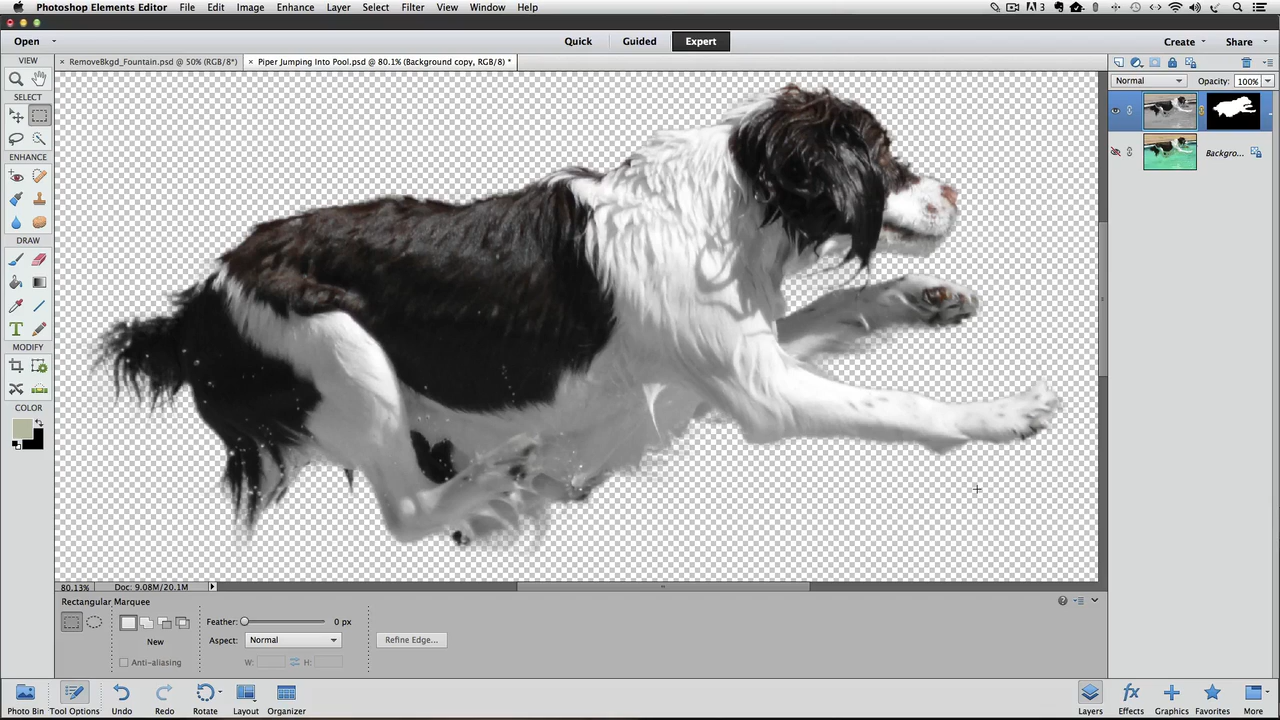 Photoshop Elements Editor File Edit Image Enhance Layer Select Filter View Window Help
3
Open Quick Guided Expert Create Share
VIEW
× RemoveBkgd_Fountain.psd @ 50% (RGB/8*) × Piper Jumping Into Pool.psd @ 80.1% (Background copy, RGB/8) *
Normal Opacity: 100%
SELECT
Backgro...
ENHANCE
DRAW
T
MODIFY
COLOR
80.13% Doc: 9.08M/20.1M
Rectangular Marquee
New
Anti-aliasing
Feather: 0 px
Aspect: Normal
W: H:
Refine Edge...
Photo Bin Tool Options Undo Redo Rotate Layout Organizer
fx
Layers Effects Graphics Favorites More